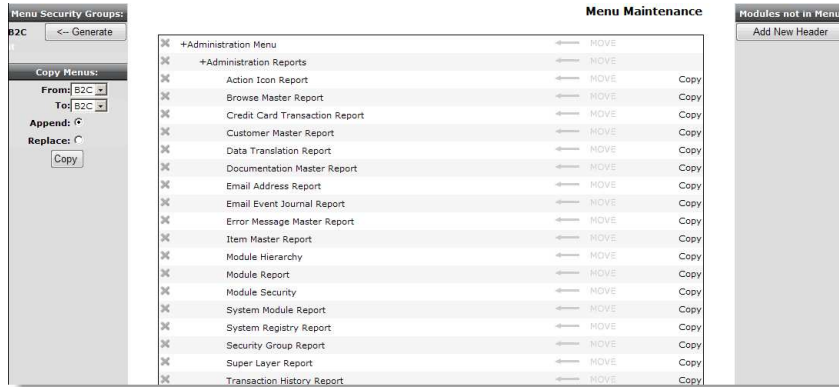 Menu Security Groups:
B2C <-- Generate
Copy Menus:
From: B2C
To: B2C
Append:
Replace:
Copy
Menu Maintenance
+Administration Menu MOVE
+Administration Reports MOVE
Action Icon Report MOVE Copy
Browse Master Report MOVE Copy
Credit Card Transaction Report MOVE Copy
Customer Master Report MOVE Copy
Data Translation Report MOVE Copy
Documentation Master Report MOVE Copy
Email Address Report MOVE Copy
Email Event Journal Report MOVE Copy
Error Message Master Report MOVE Copy
Item Master Report MOVE Copy
Module Hierarchy MOVE Copy
Module Report MOVE Copy
Module Security MOVE Copy
System Module Report MOVE Copy
System Registry Report MOVE Copy
Security Group Report MOVE Copy
Super Layer Report MOVE Copy
Transaction History Report MOVE Copy
Modules not in Menu
Add New Header